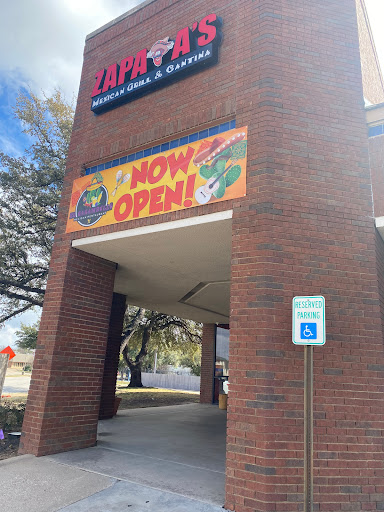 ZAPATA'S
MEXICAN GRILL & CANTINA
NOW
OPEN!
RESERVED
PARKING